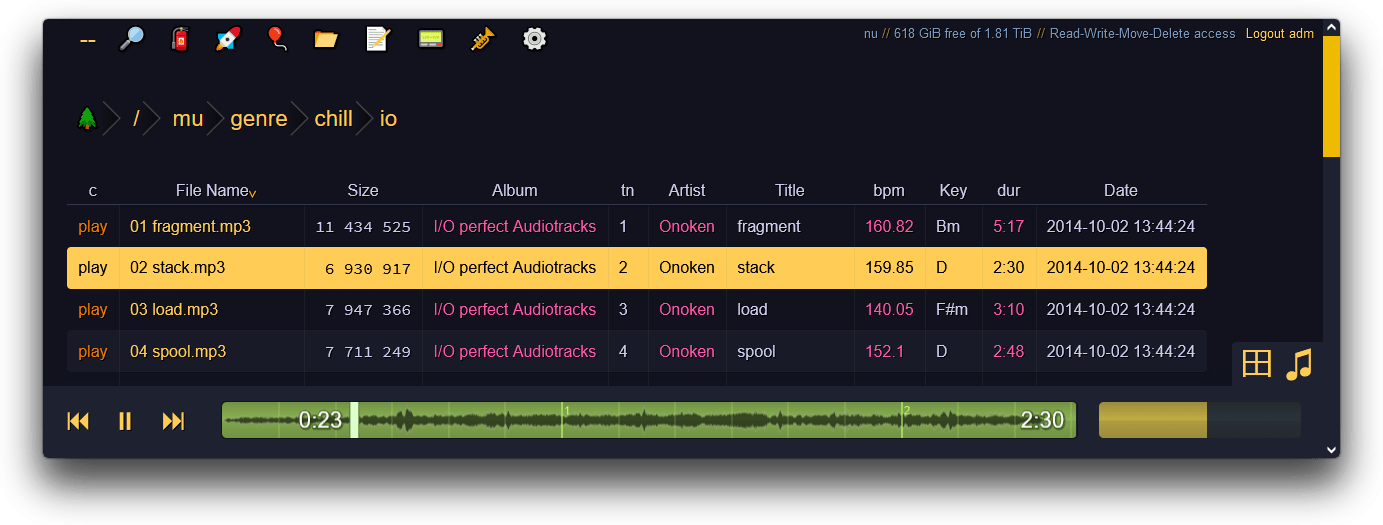 -- nu // 618 GiB free of 1.81 TiB // Read-Write-Move-Delete access Logout adm
/ mu genre chill io
c File Name Size Album tn Artist Title bpm Key dur Date
play 01 fragment.mp3 11 434 525 I/O perfect Audiotracks 1 Onoken fragment 160.82 Bm 5:17 2014-10-02 13:44:24
play 02 stack.mp3 6 930 917 I/O perfect Audiotracks 2 Onoken stack 159.85 D 2:30 2014-10-02 13:44:24
play 03 load.mp3 7 947 366 I/O perfect Audiotracks 3 Onoken load 140.05 F#m 3:10 2014-10-02 13:44:24
play 04 spool.mp3 7 711 249 I/O perfect Audiotracks 4 Onoken spool 152.1 D 2:48 2014-10-02 13:44:24
0:23 1 2 2:30